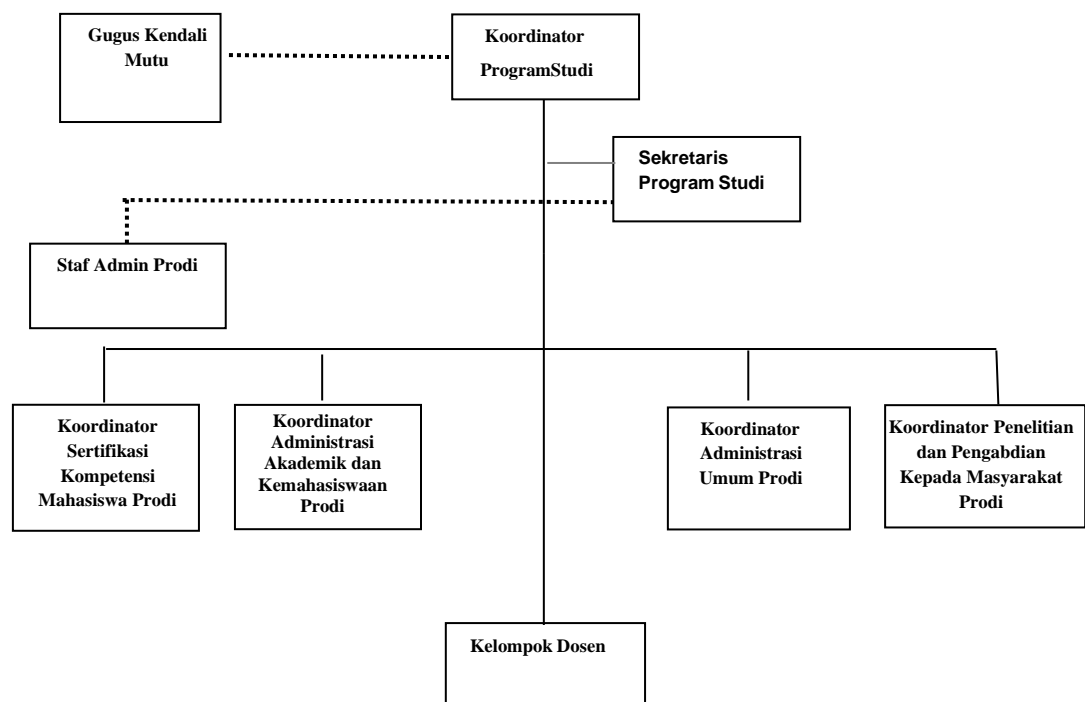 Gugus Kendali
Mutu
Koordinator
ProgramStudi
Sekretaris
Program Studi
Staf Admin Prodi
Koordinator
Sertifikasi
Kompetensi
Mahasiswa Prodi
Koordinator
Administrasi
Akademik dan
Kemahasiswaan
Prodi
Koordinator
Administrasi
Umum Prodi
Koordinator Penelitian
dan Pengabdian
Kepada Masyarakat
Prodi
Kelompok Dosen